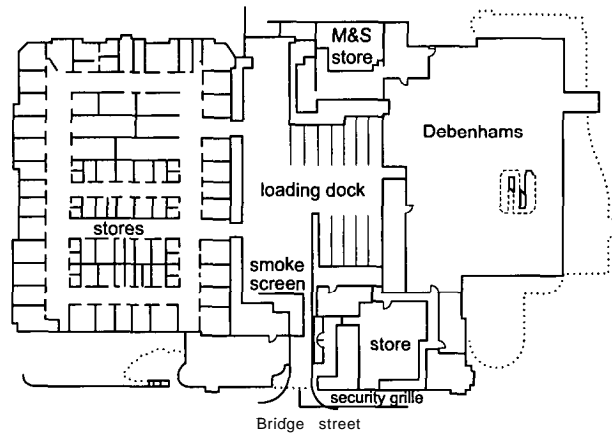 M&S
store
Debenhams
loading dock
stores
smoke
screen
store
security grille
Bridge street